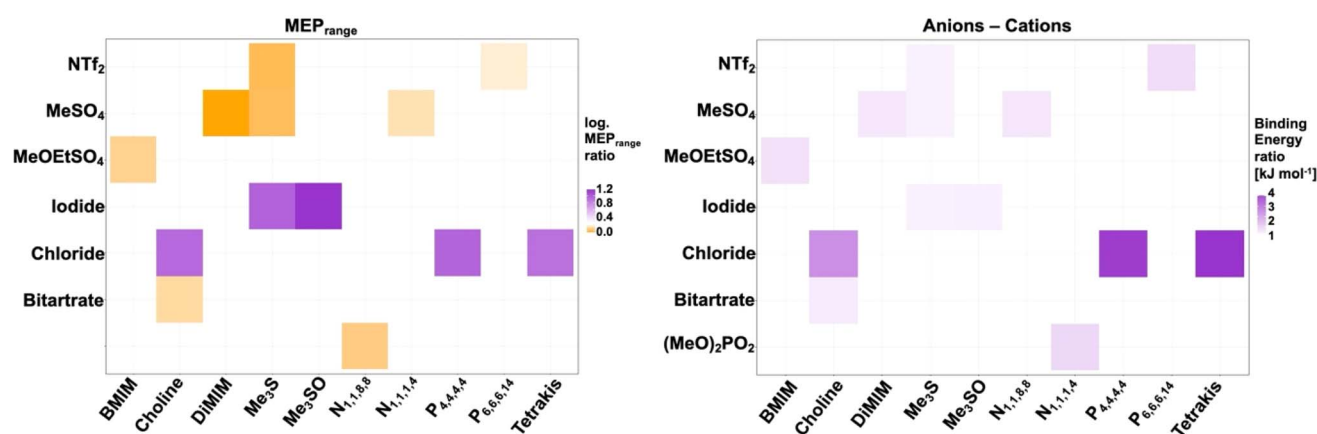 MEPrange
NTf₂
MeSO₄
MeOEtSO₄
Iodide
Chloride
Bitartrate
BMIM
Choline
DiMIM
Me₃S
Me₃SO
N₁,₁,₈,₈
N₁,₁,₁,₄
P₄,₄,₄,₄
P₆,₆,₆,₁₄
Tetrakis
log.
MEPrange
ratio
1.2
0.8
0.4
0.0
Anions – Cations
NTf₂
MeSO₄
MeOEtSO₄
Iodide
Chloride
Bitartrate
(MeO)₂PO₂
BMIM
Choline
DiMIM
Me₃S
Me₃SO
N₁,₁,₈,₈
N₁,₁,₁,₄
P₄,₄,₄,₄
P₆,₆,₆,₁₄
Tetrakis
Binding
Energy
ratio
[kJ mol⁻¹]
4
3
2
1